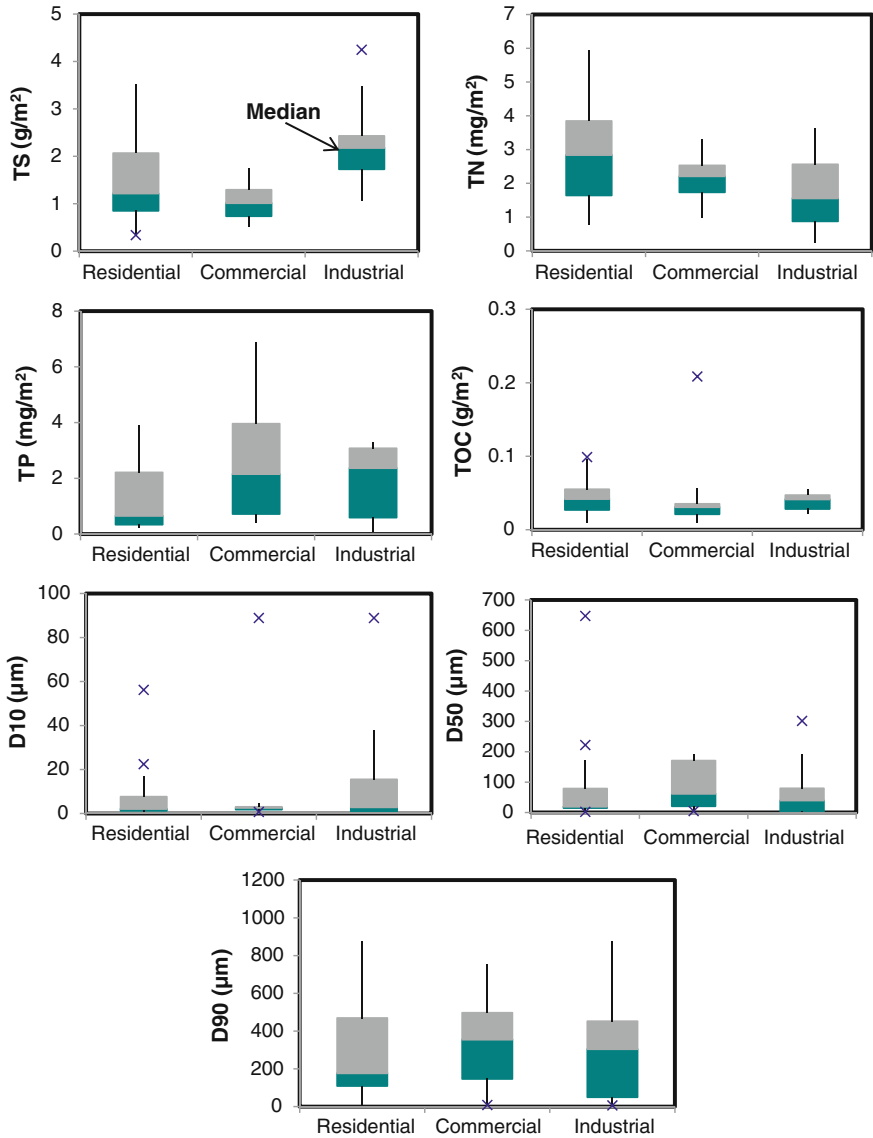 5
4
3
2
1
0
TS (g/m²)
Median
Residential Commercial Industrial
7
6
5
4
3
2
1
0
TN (mg/m²)
Residential Commercial Industrial
8
6
4
2
0
TP (mg/m²)
Residential Commercial Industrial
0.3
0.2
0.1
0
TOC (g/m²)
Residential Commercial Industrial
100
80
60
40
20
0
D10 (µm)
Residential Commercial Industrial
700
600
500
400
300
200
100
0
D50 (µm)
Residential Commercial Industrial
1200
1000
800
600
400
200
0
D90 (µm)
Residential Commercial Industrial